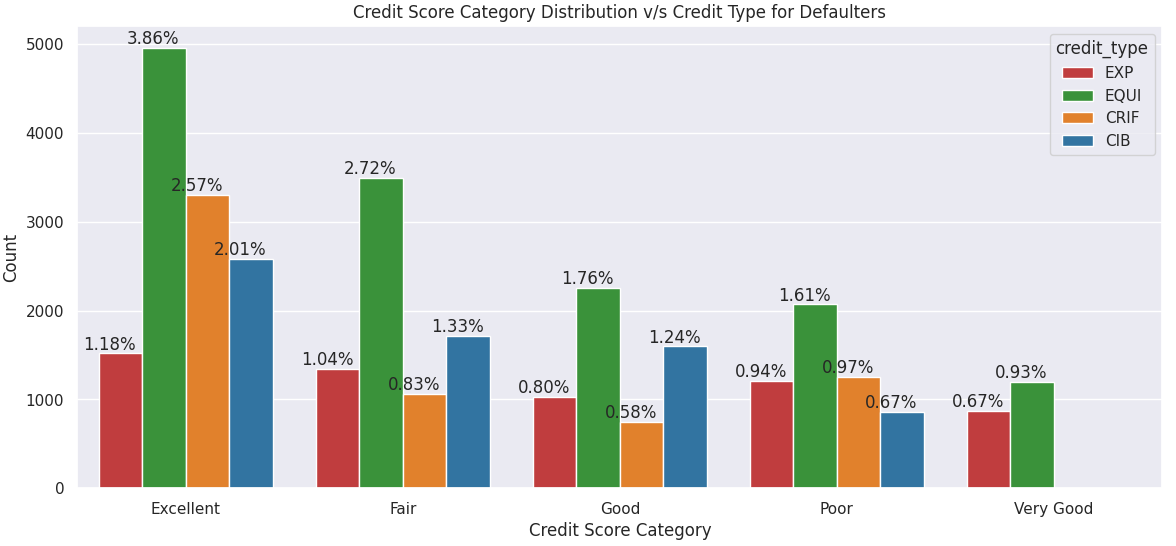 Credit Score Category Distribution v/s Credit Type for Defaulters
credit_type
EXP
EQUI
CRIF
CIB
Count
5000
4000
3000
2000
1000
0
1.18%
3.86%
2.57%
2.01%
1.04%
2.72%
0.83%
1.33%
0.80%
1.76%
0.58%
1.24%
0.94%
1.61%
0.97%
0.67%
0.67%
0.93%
Excellent
Fair
Good
Poor
Very Good
Credit Score Category